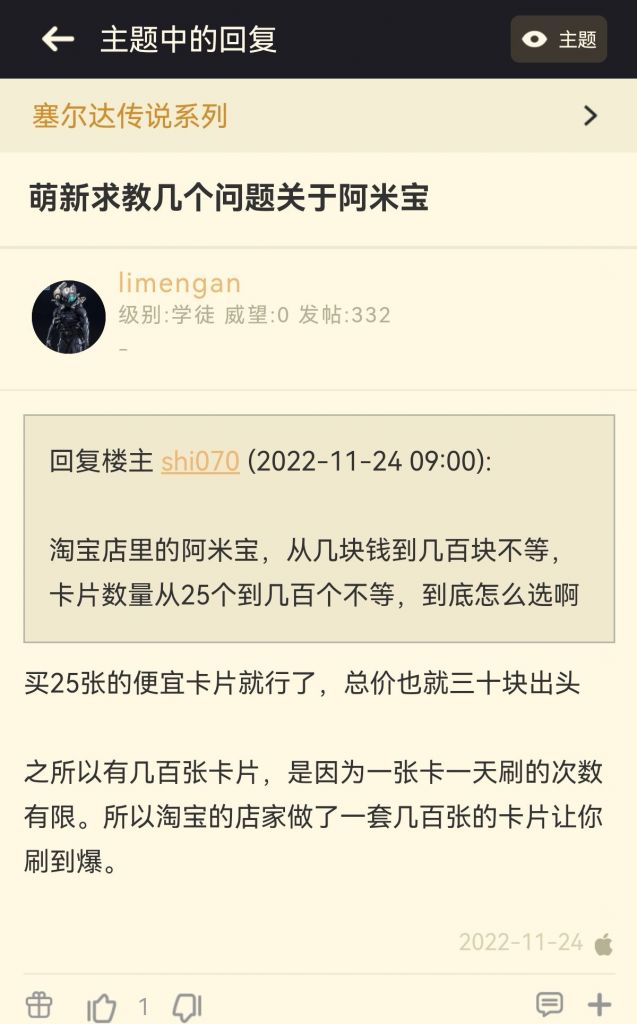 主题中的回复
主题
塞尔达传说系列
萌新求教几个问题关于阿米宝
limengan
级别:学徒 威望:0 发帖:332
-
回复楼主 shi070 (2022-11-24 09:00):
淘宝店里的阿米宝，从几块钱到几百块不等，
卡片数量从25个到几百个不等，到底怎么选啊
买25张的便宜卡片就行了，总价也就三十块出头
之所以有几百张卡片，是因为一张卡一天刷的次数
有限。所以淘宝的店家做了一套几百张的卡片让你
刷到爆。
2022-11-24
1